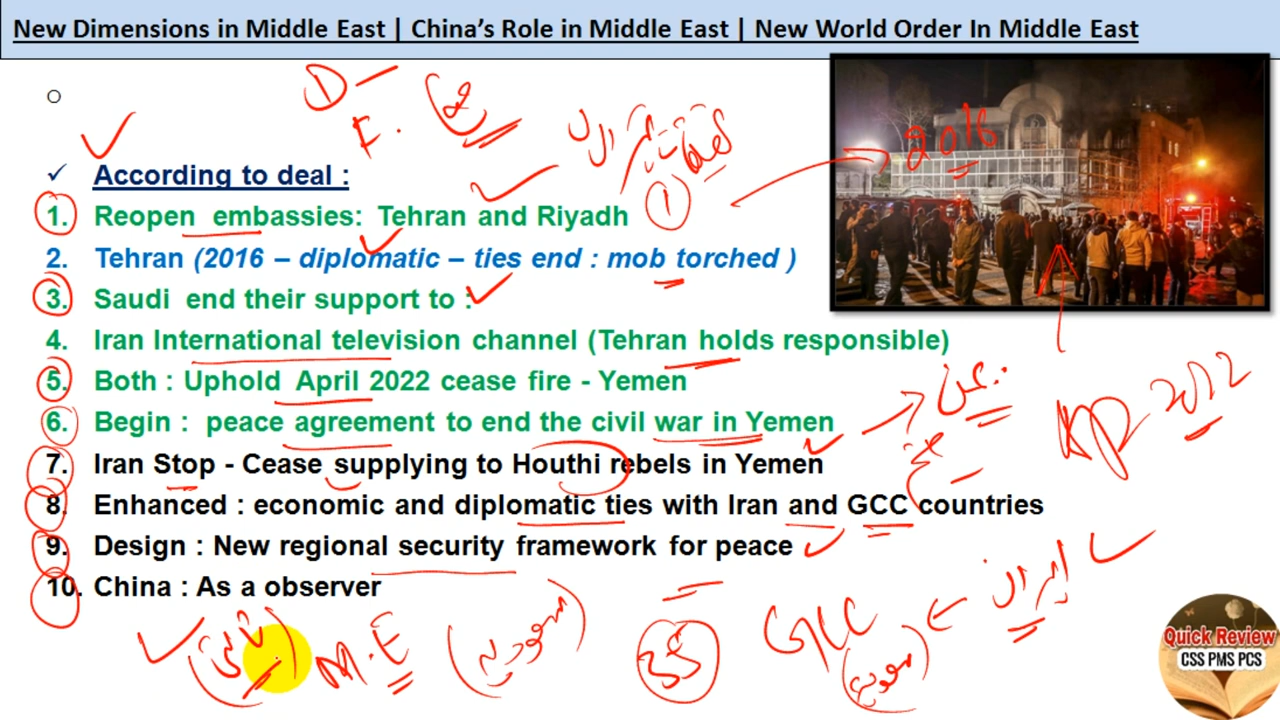 New Dimensions in Middle East | China's Role in Middle East | New World Order In Middle East
D
F.
2016
✓ According to deal :
1. Reopen embassies: Tehran and Riyadh
1
2. Tehran (2016 – diplomatic – ties end : mob torched )
3. Saudi end their support to :
4. Iran International television channel (Tehran holds responsible)
5. Both : Uphold April 2022 cease fire - Yemen
6. Begin : peace agreement to end the civil war in Yemen
7. Iran Stop - Cease supplying to Houthi rebels in Yemen
8. Enhanced : economic and diplomatic ties with Iran and GCC countries
9. Design : New regional security framework for peace
10. China : As a observer
M.E
GCC
ایران
Quick Review
CSS PMS PCS